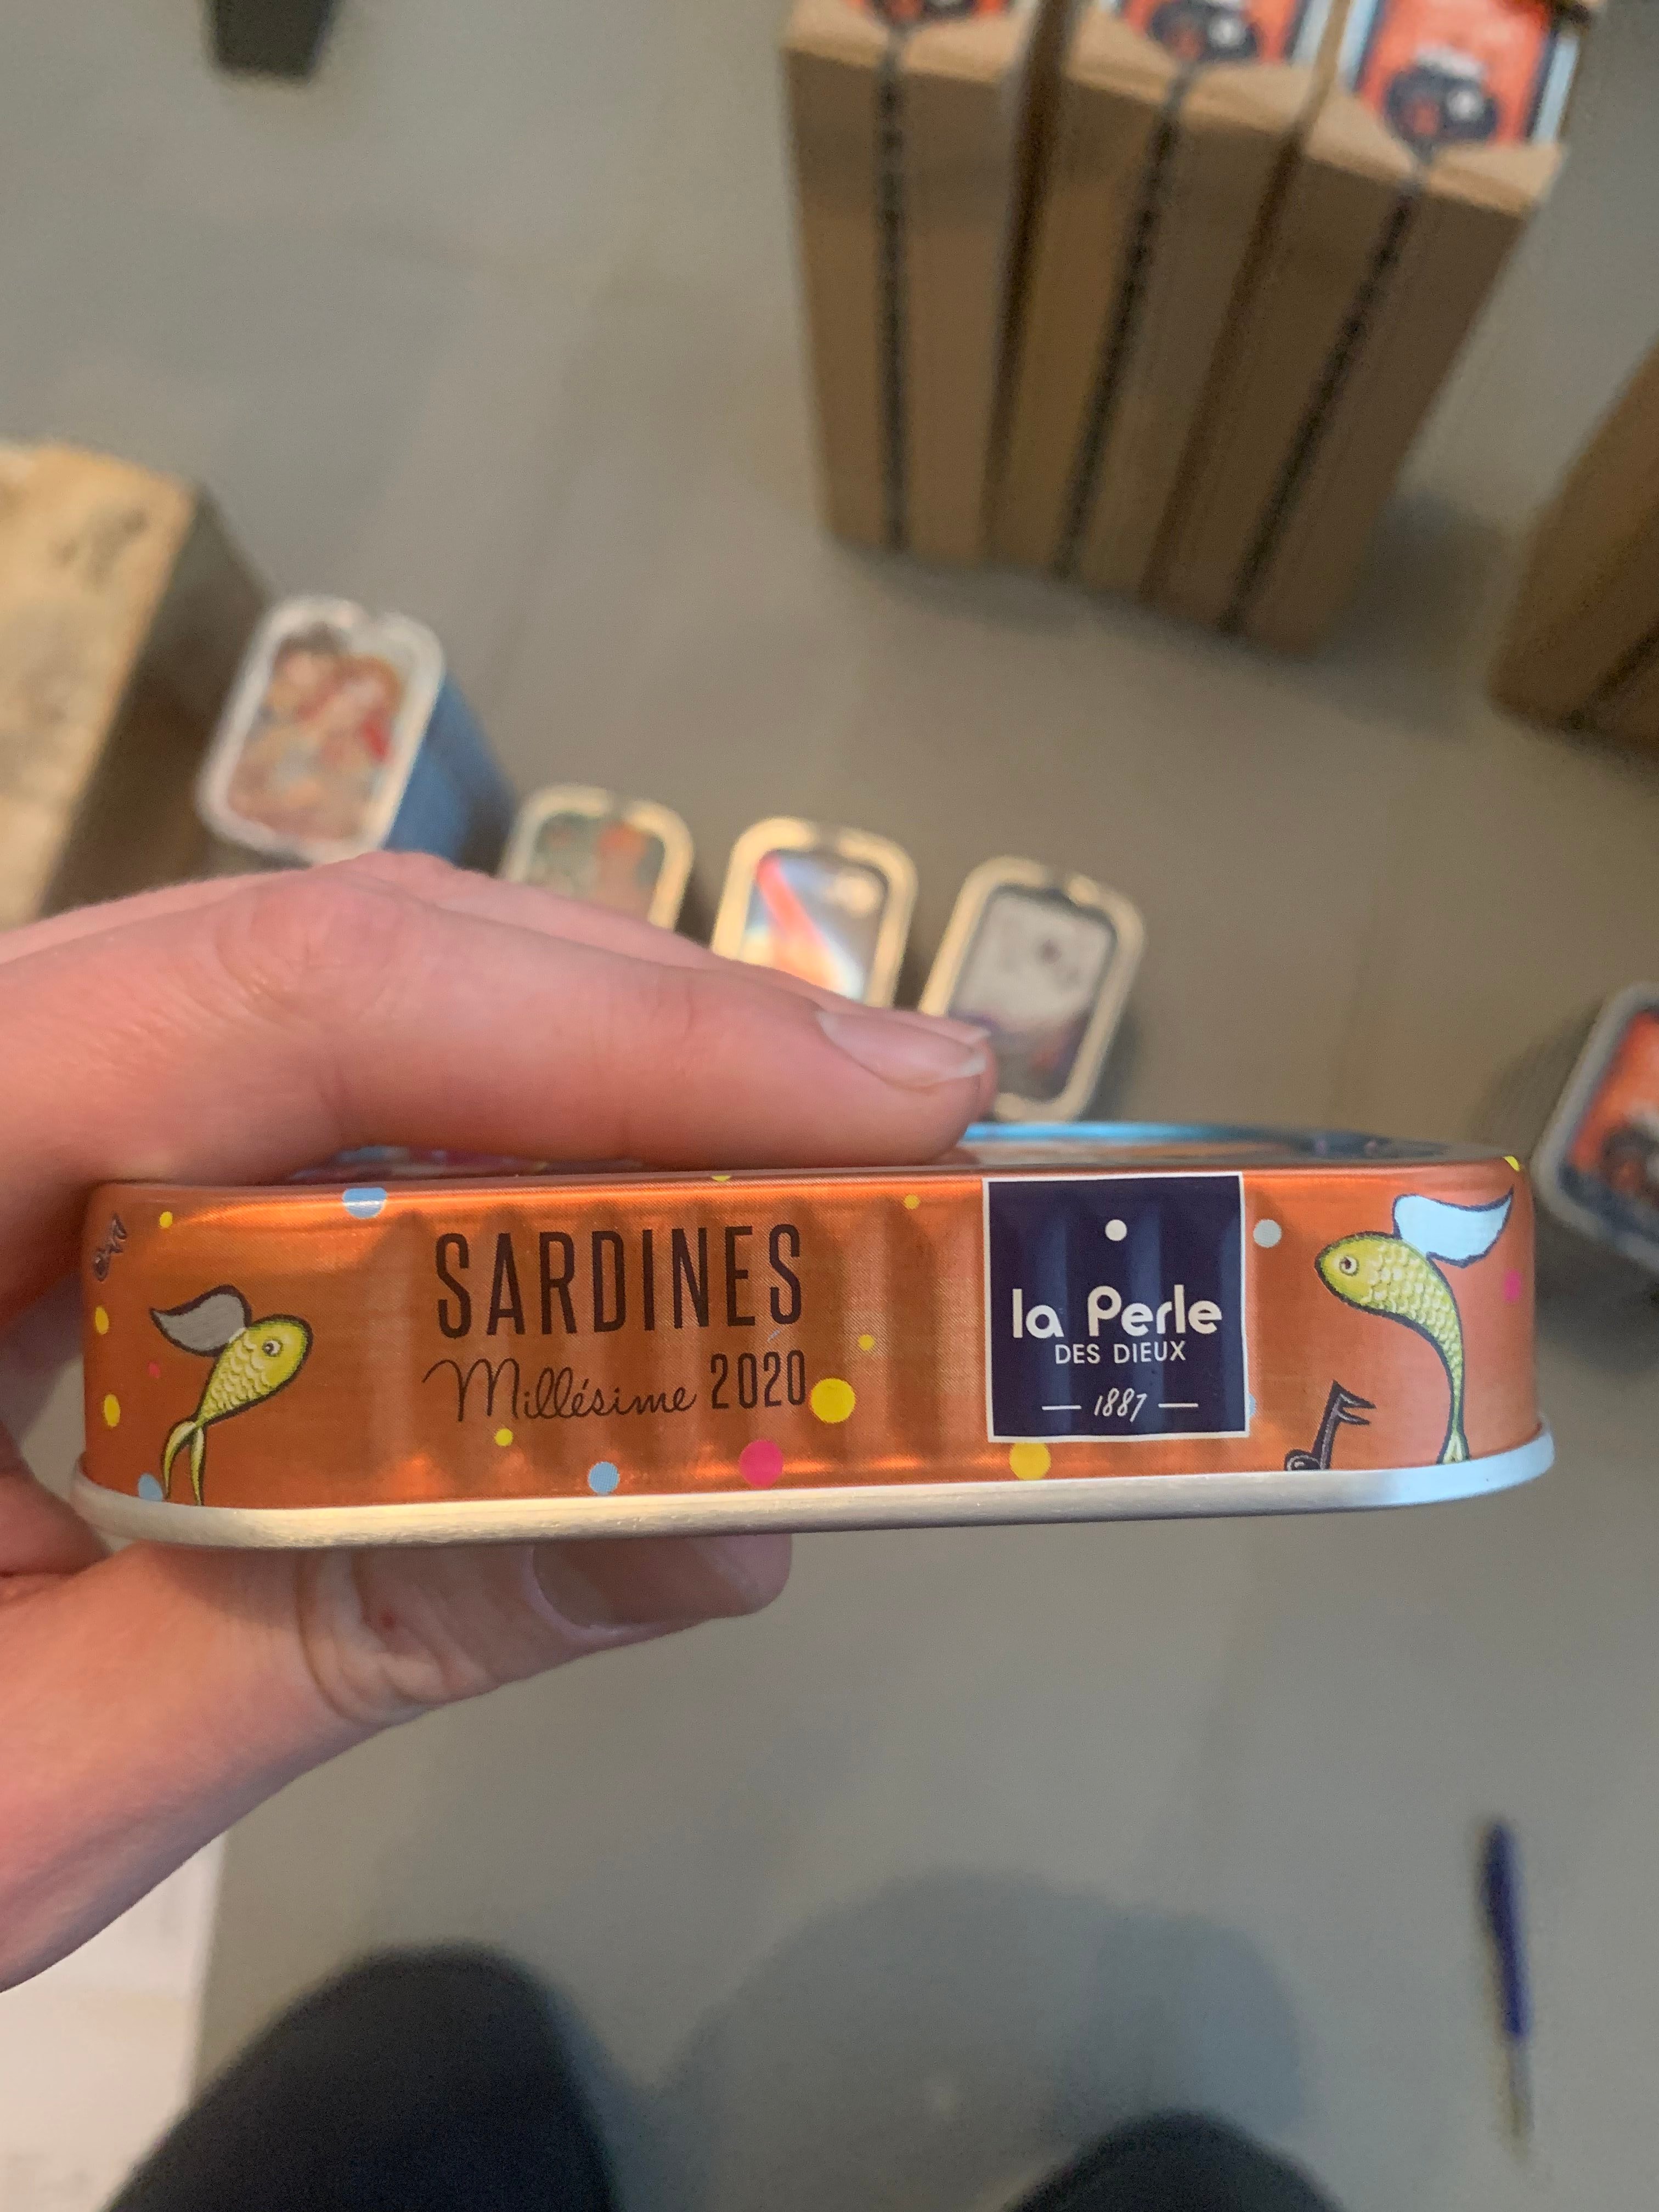 SARDINES
Millésime 2020
la Perle
DES DIEUX
— 1887 —